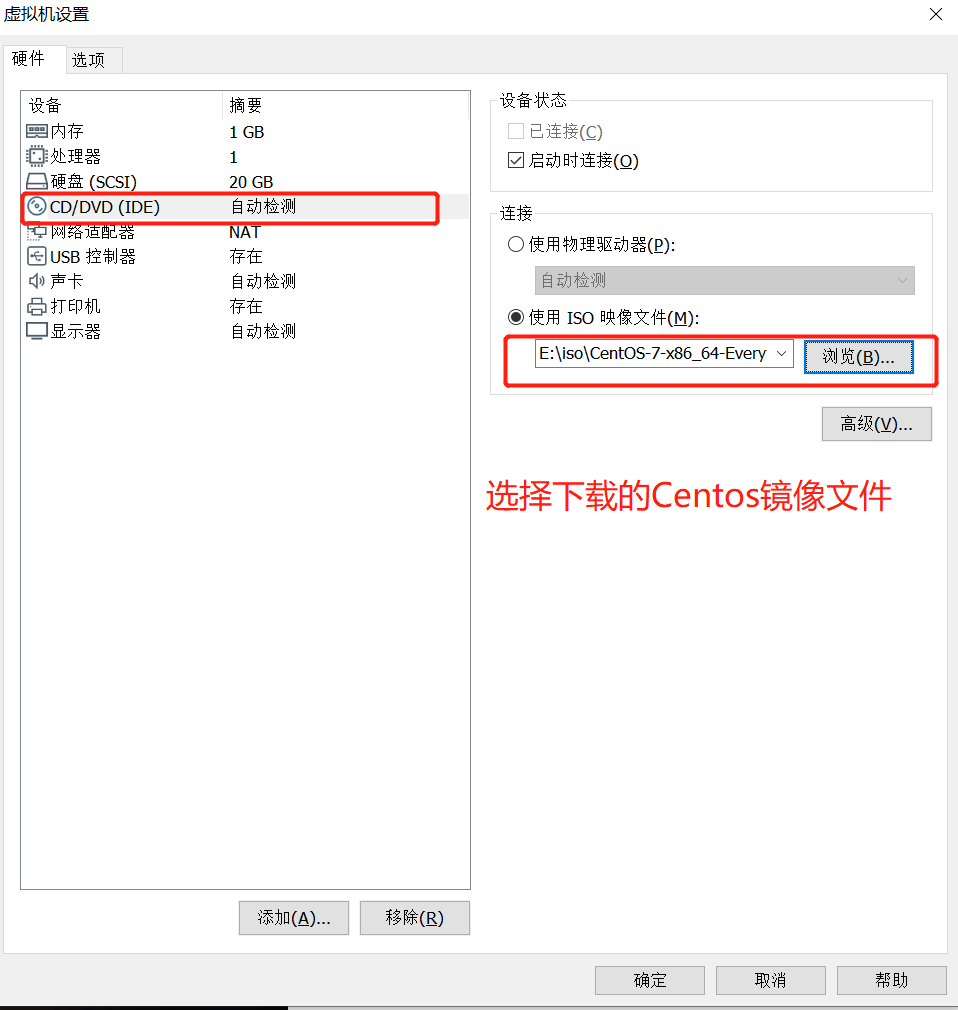 虚拟机设置
硬件 选项
设备 摘要
内存 1 GB
处理器 1
硬盘 (SCSI) 20 GB
CD/DVD (IDE) 自动检测
网络适配器 NAT
USB 控制器 存在
声卡 自动检测
打印机 存在
显示器 自动检测
添加(A)... 移除(R)
设备状态
已连接(C)
启动时连接(O)
连接
使用物理驱动器(P):
自动检测
使用 ISO 映像文件(M):
E:\iso\CentOS-7-x86_64-Every 浏览(B)...
高级(V)...
选择下载的Centos镜像文件
确定 取消 帮助